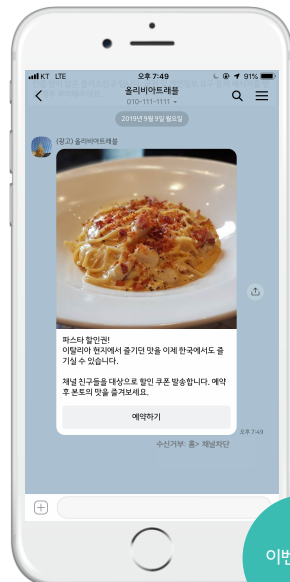 KT LTE 오후 7:49 91%
올리비아트래블
010-111-1111
2019년 9월 9일 월요일
(광고) 올리비아트래블
파스타 할인권!
이탈리아 현지에서 즐기던 맛을 이제 한국에서도 즐
기실 수 있습니다.
채널 친구들을 대상으로 할인 쿠폰 발송합니다. 예약
후 본토의 맛을 즐겨보세요.
예약하기
오후 7:49
수신거부: 홈> 채널차단